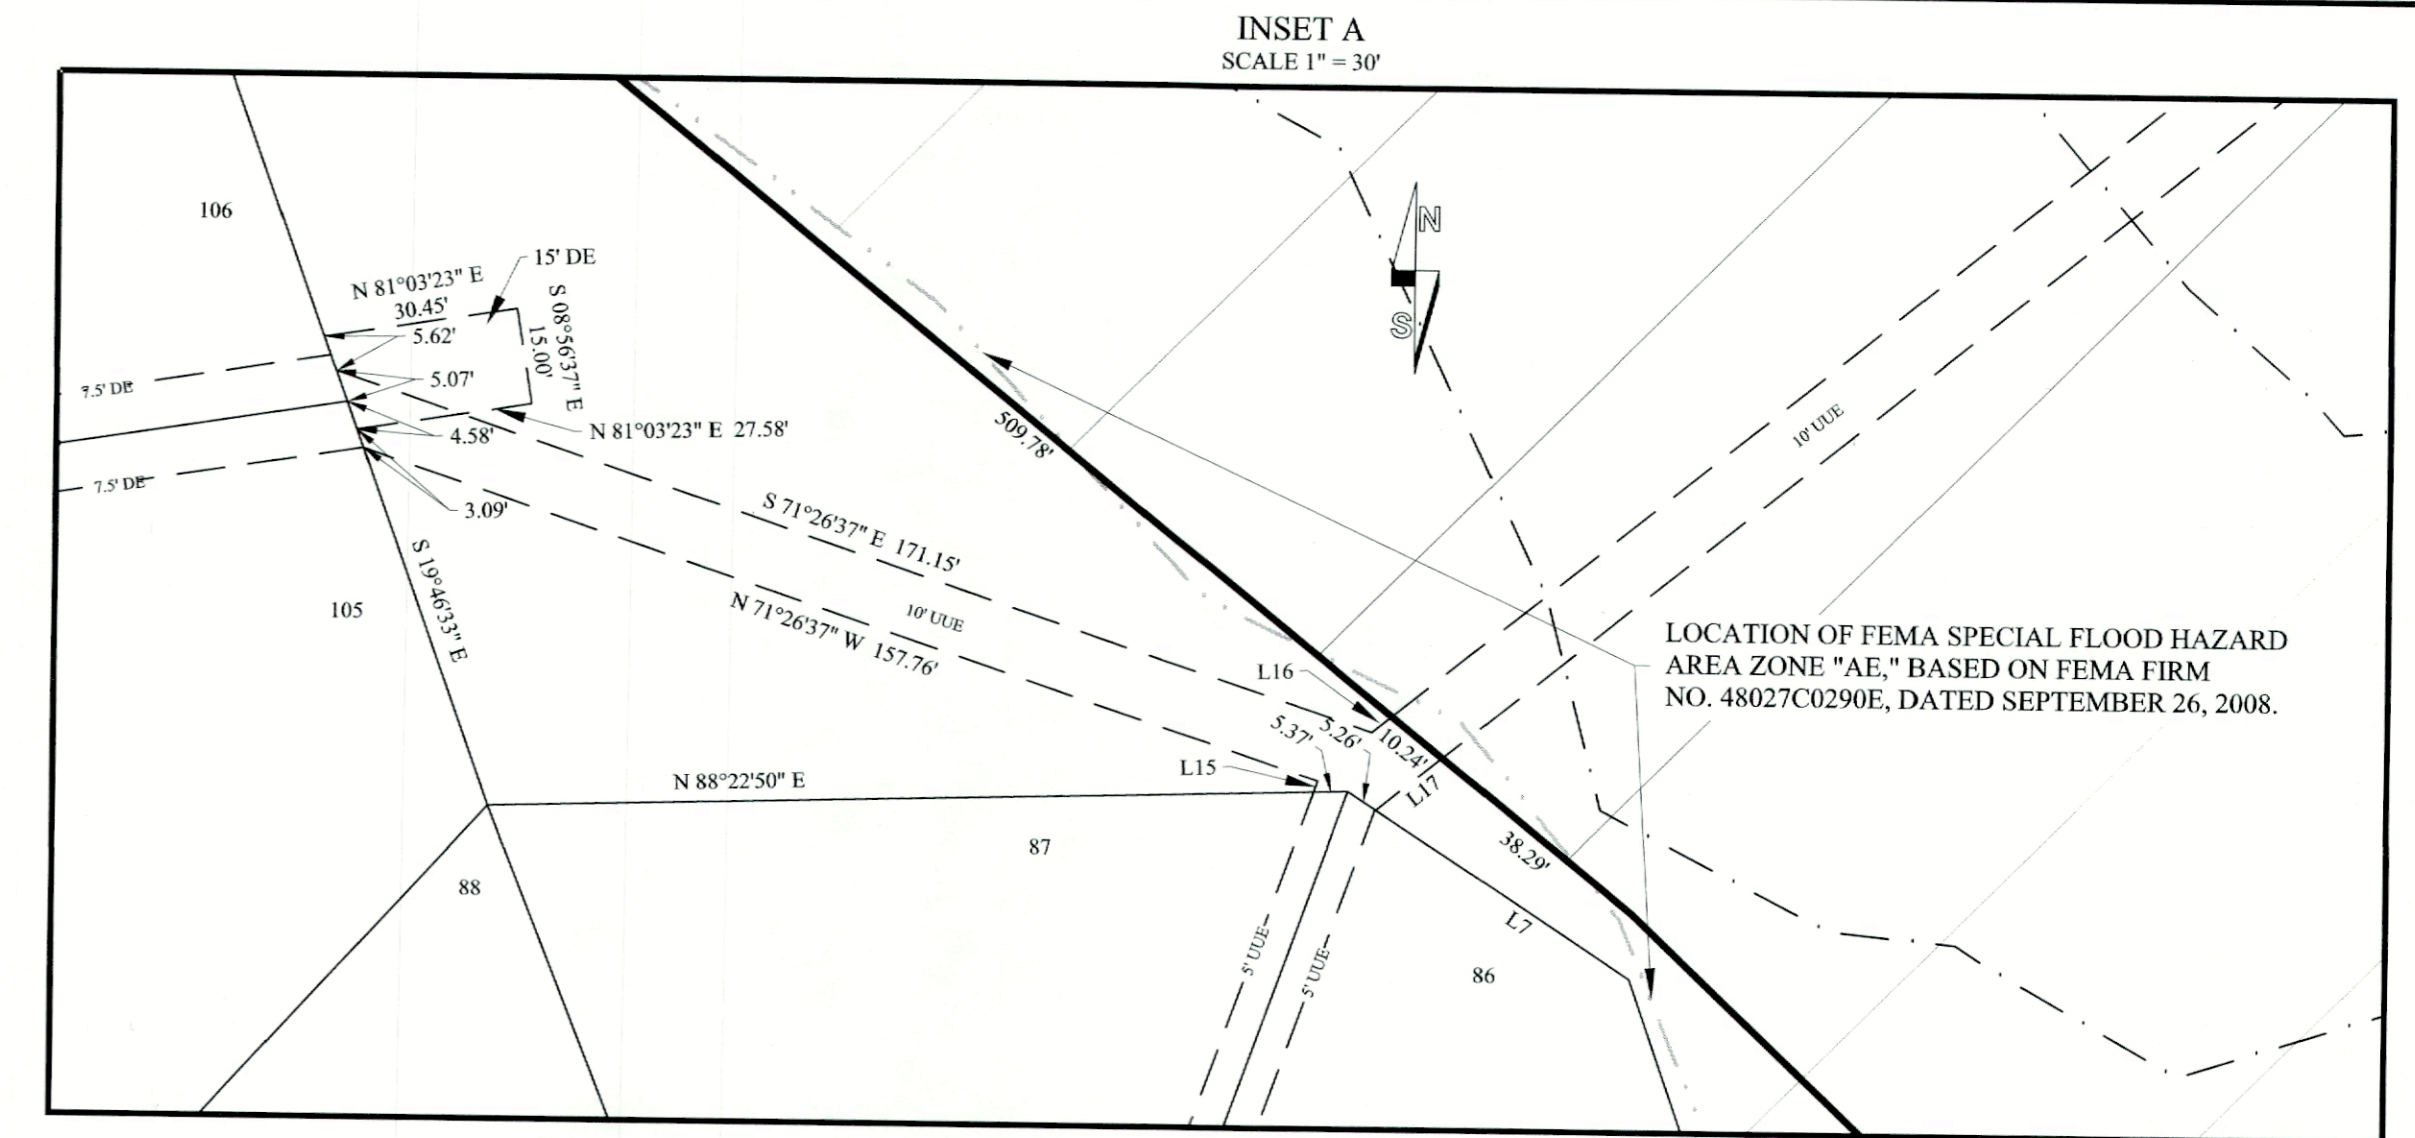 INSET A
SCALE 1" = 30'
106
N 81°03'23" E
30.45'
15' DE
S 08°56'37" E
15.00'
5.62'
7.5' DE
5.07'
4.58'
N 81°03'23" E 27.58'
7.5' DE
3.09'
N
S
509.78'
10' UUE
S 71°26'37" E 171.15'
10' UUE
N 71°26'37" W 157.76'
S 19°46'33" E
105
LOCATION OF FEMA SPECIAL FLOOD HAZARD
AREA ZONE "AE," BASED ON FEMA FIRM
NO. 48027C0290E, DATED SEPTEMBER 26, 2008.
L16
5.37'
5.26'
10.24'
L17
L15
N 88°22'50" E
87
88
38.29'
L7
5' UUE
5' UUE
86